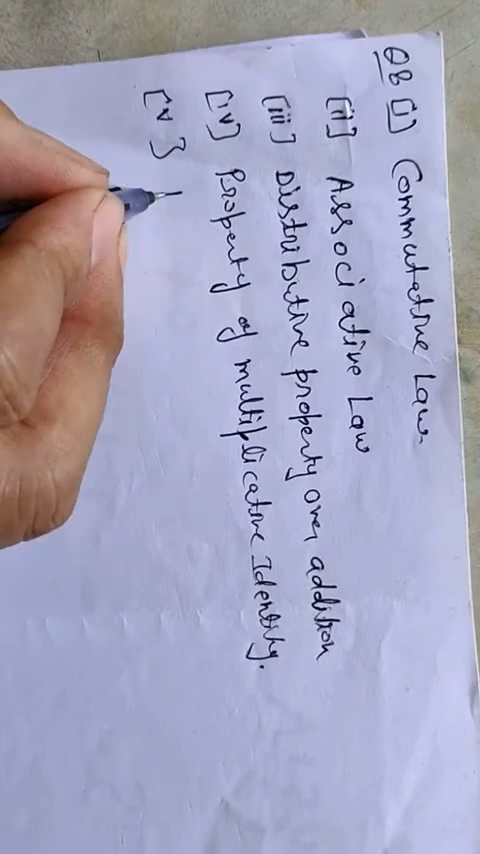 Q8 [i] Commutative Law.
[ii] Associative Law
[iii] Distributive property over addition
[iv] Property of multiplicative Identity.
[v]